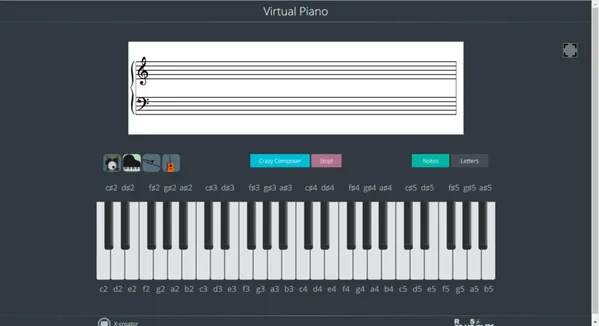 Virtual Piano
Crazy Composer Stop! Notes Letters
c♯2 d♯2 f♯2 g♯2 a♯2 c♯3 d♯3 f♯3 g♯3 a♯3 c♯4 d♯4 f♯4 g♯4 a♯4 c♯5 d♯5 f♯5 g♯5 a♯5
c2 d2 e2 f2 g2 a2 b2 c3 d3 e3 f3 g3 a3 b3 c4 d4 e4 f4 g4 a4 b4 c5 d5 e5 f5 g5 a5 b5
X-creator